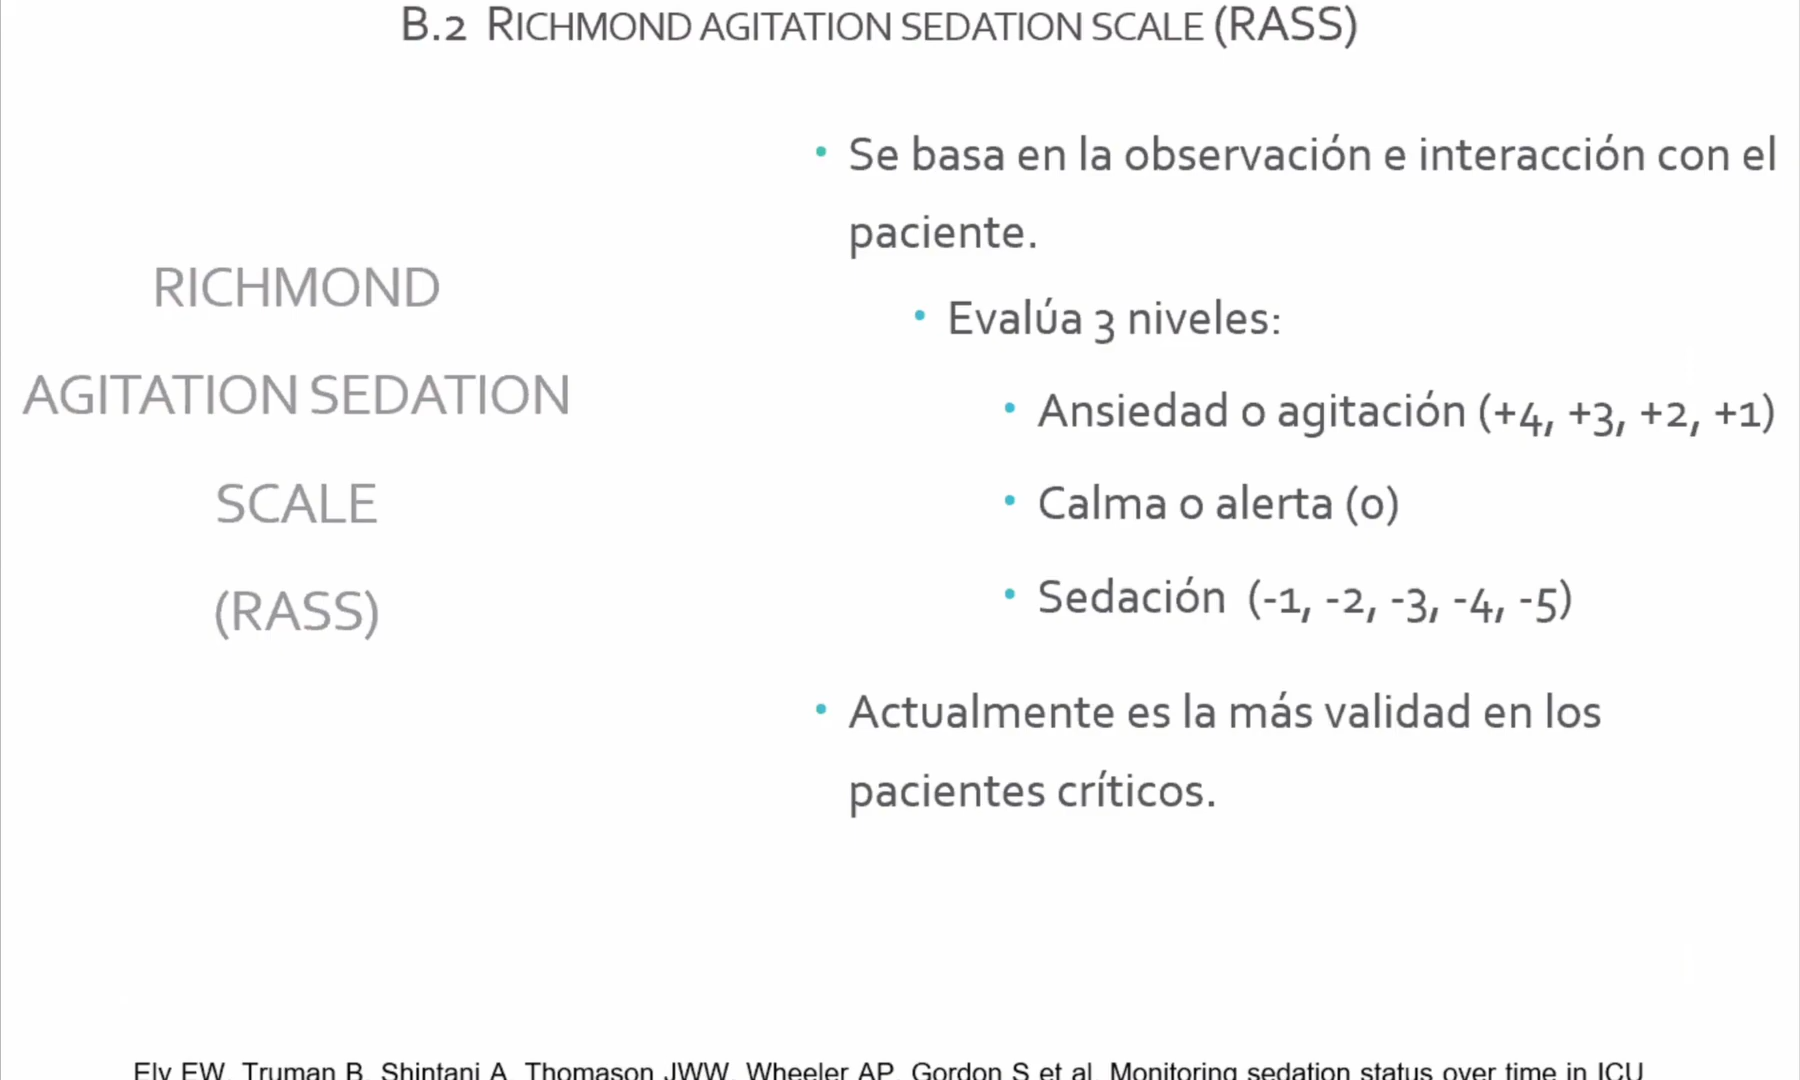 B.2 RICHMOND AGITATION SEDATION SCALE (RASS)
RICHMOND
AGITATION SEDATION
SCALE
(RASS)
• Se basa en la observación e interacción con el
paciente.
• Evalúa 3 niveles:
• Ansiedad o agitación (+4, +3, +2, +1)
• Calma o alerta (0)
• Sedación (-1, -2, -3, -4, -5)
• Actualmente es la más validad en los
pacientes críticos.
Ely EW, Truman B, Shintani A, Thomason JWW, Wheeler AP, Gordon S et al. Monitoring sedation status over time in ICU